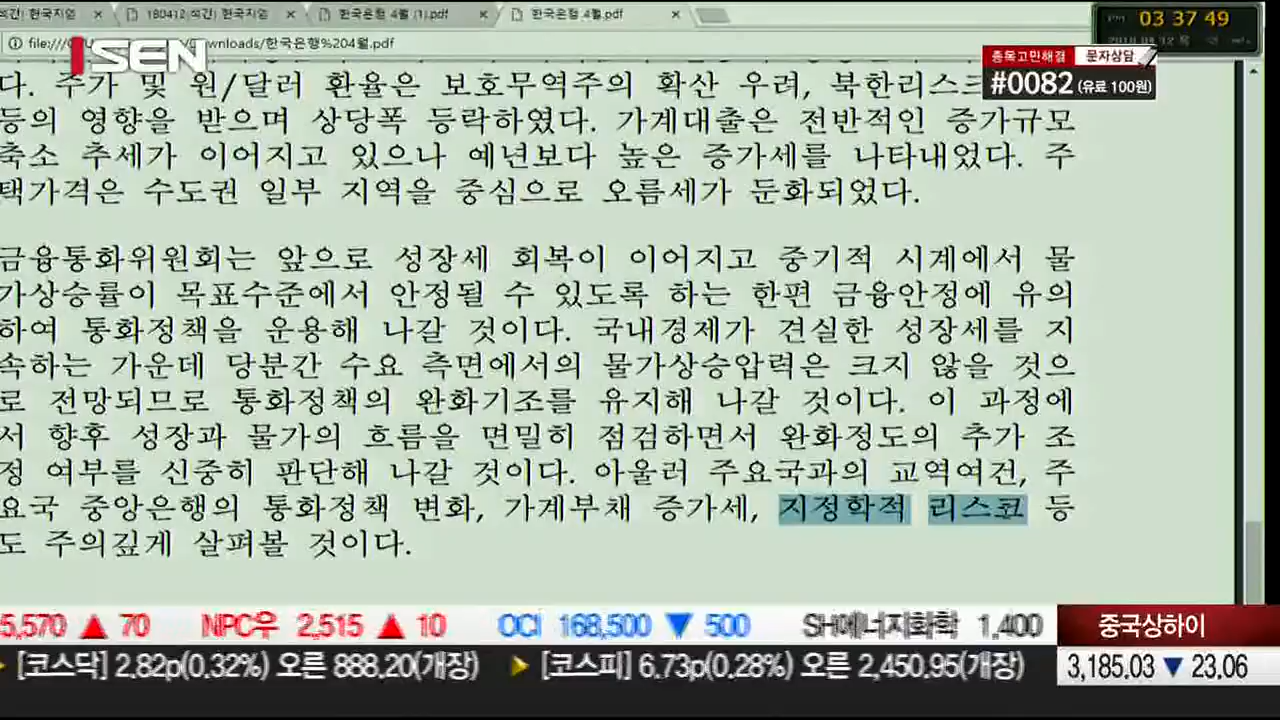 석간) 한국지엠
180412 석간) 한국지엠
한국은행 4월 (1).pdf
한국은행 4월.pdf
PM 03 37 49
SEN
종목고민해결 문자상담
#0082 (유료 100원)
다. 주가 및 원/달러 환율은 보호무역주의 확산 우려, 북한리스크
등의 영향을 받으며 상당폭 등락하였다. 가계대출은 전반적인 증가규모
축소 추세가 이어지고 있으나 예년보다 높은 증가세를 나타내었다. 주
택가격은 수도권 일부 지역을 중심으로 오름세가 둔화되었다.
금융통화위원회는 앞으로 성장세 회복이 이어지고 중기적 시계에서 물
가상승률이 목표수준에서 안정될 수 있도록 하는 한편 금융안정에 유의
하여 통화정책을 운용해 나갈 것이다. 국내경제가 견실한 성장세를 지
속하는 가운데 당분간 수요 측면에서의 물가상승압력은 크지 않을 것으
로 전망되므로 통화정책의 완화기조를 유지해 나갈 것이다. 이 과정에
서 향후 성장과 물가의 흐름을 면밀히 점검하면서 완화정도의 추가 조
정 여부를 신중히 판단해 나갈 것이다. 아울러 주요국과의 교역여건, 주
요국 중앙은행의 통화정책 변화, 가계부채 증가세, 지정학적 리스크 등
도 주의깊게 살펴볼 것이다.
5,570 ▲ 70 NPC우 2,515 ▲ 10 OCI 168,500 ▼ 500 SH에너지화학 1,400
중국상하이
[코스닥] 2.82p(0.32%) 오른 888.20(개장) [코스피] 6.73p(0.28%) 오른 2,450.95(개장)
3,185.03 ▼ 23.06